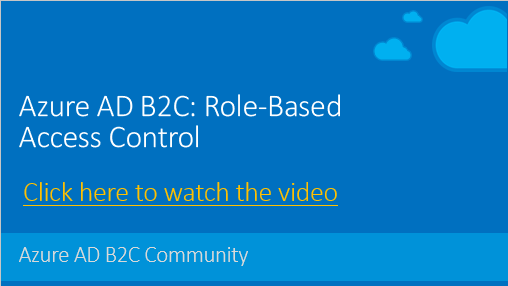 Azure AD B2C: Role-Based
Access Control
Click here to watch the video
Azure AD B2C Community